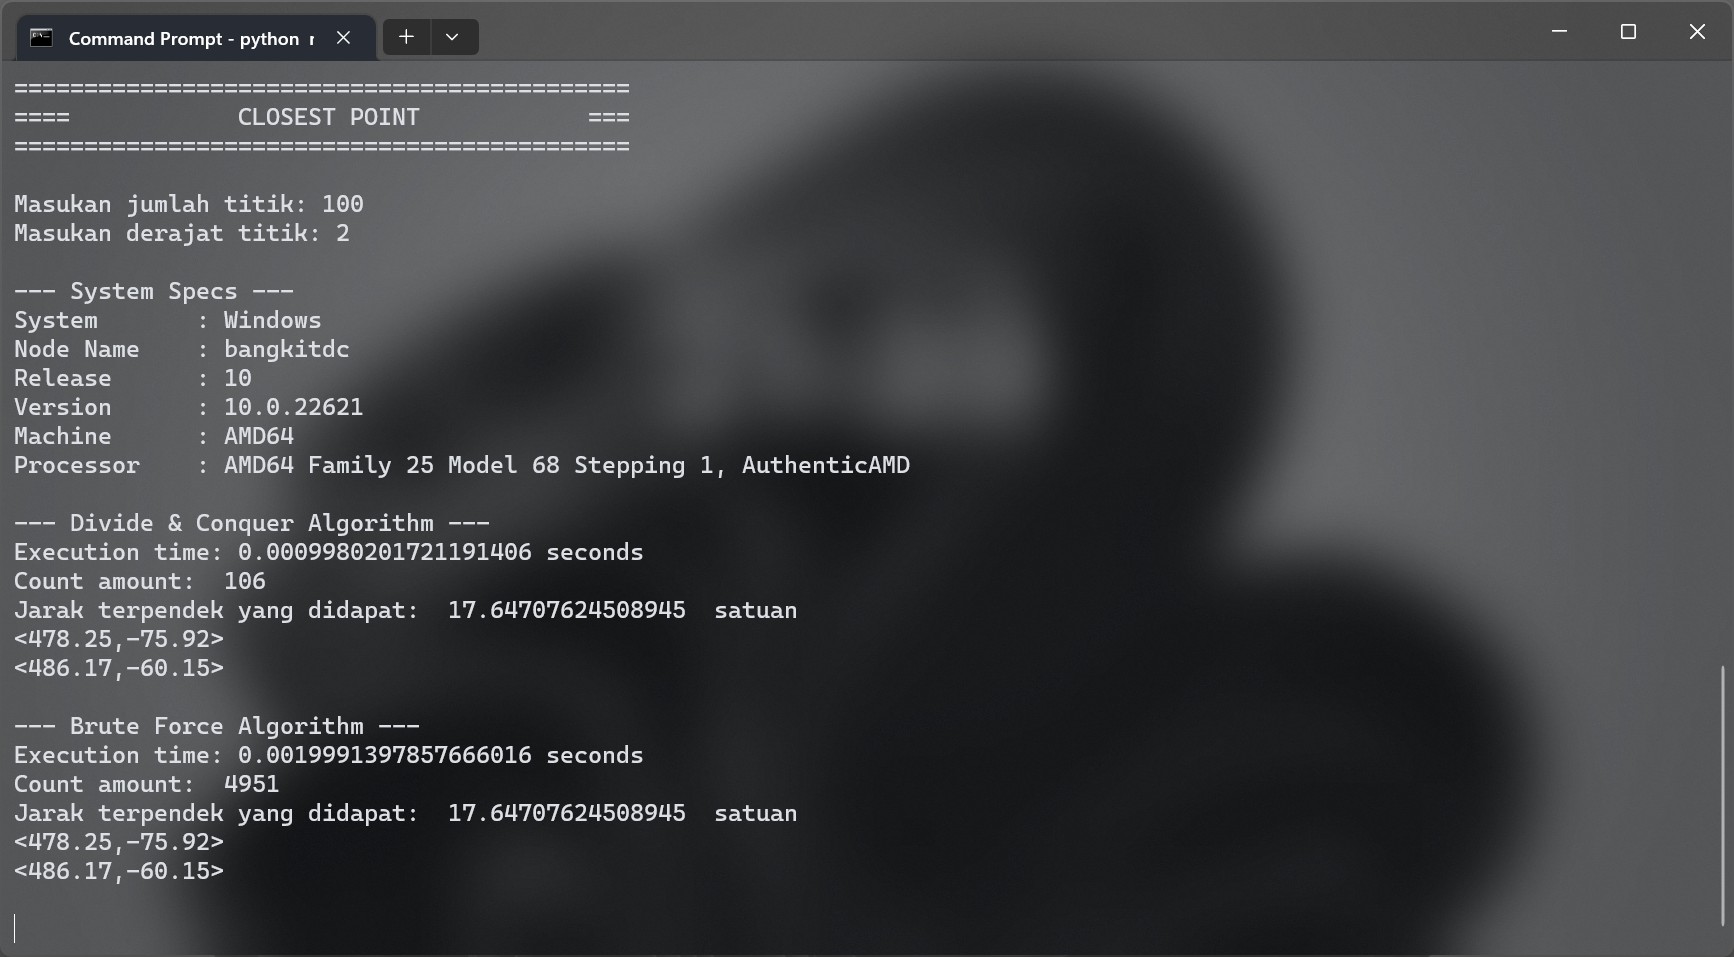 Command Prompt - python
============================================
====            CLOSEST POINT            ===
============================================
Masukan jumlah titik: 100
Masukan derajat titik: 2
--- System Specs ---
System       : Windows
Node Name    : bangkitdc
Release      : 10
Version      : 10.0.22621
Machine      : AMD64
Processor    : AMD64 Family 25 Model 68 Stepping 1, AuthenticAMD
--- Divide & Conquer Algorithm ---
Execution time: 0.0009980201721191406 seconds
Count amount:  106
Jarak terpendek yang didapat:  17.64707624508945  satuan
<478.25,-75.92>
<486.17,-60.15>
--- Brute Force Algorithm ---
Execution time: 0.0019991397857666016 seconds
Count amount:  4951
Jarak terpendek yang didapat:  17.64707624508945  satuan
<478.25,-75.92>
<486.17,-60.15>